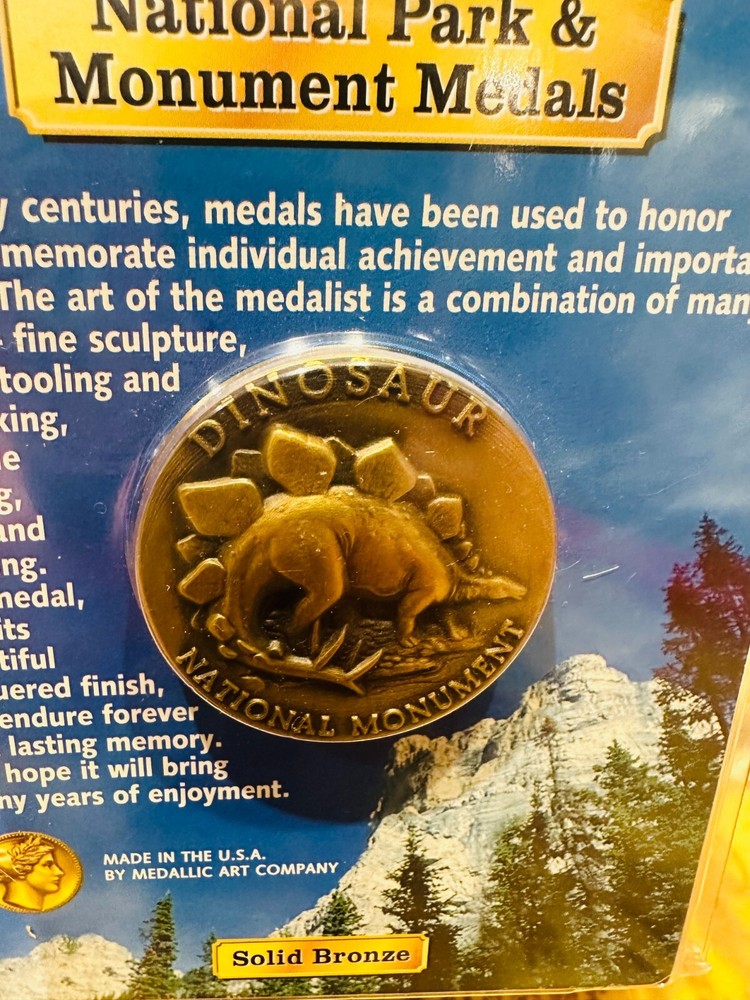 National Park &
Monument Medals
centuries, medals have been used to honor
memorate individual achievement and importa
The art of the medalist is a combination of man
fine sculpture,
tooling and
king,
e
g,
and
ng.
medal,
its
tiful
uered finish,
endure forever
lasting memory.
hope it will bring
ny years of enjoyment.
DINOSAUR
NATIONAL MONUMENT
MADE IN THE U.S.A.
BY MEDALLIC ART COMPANY
Solid Bronze